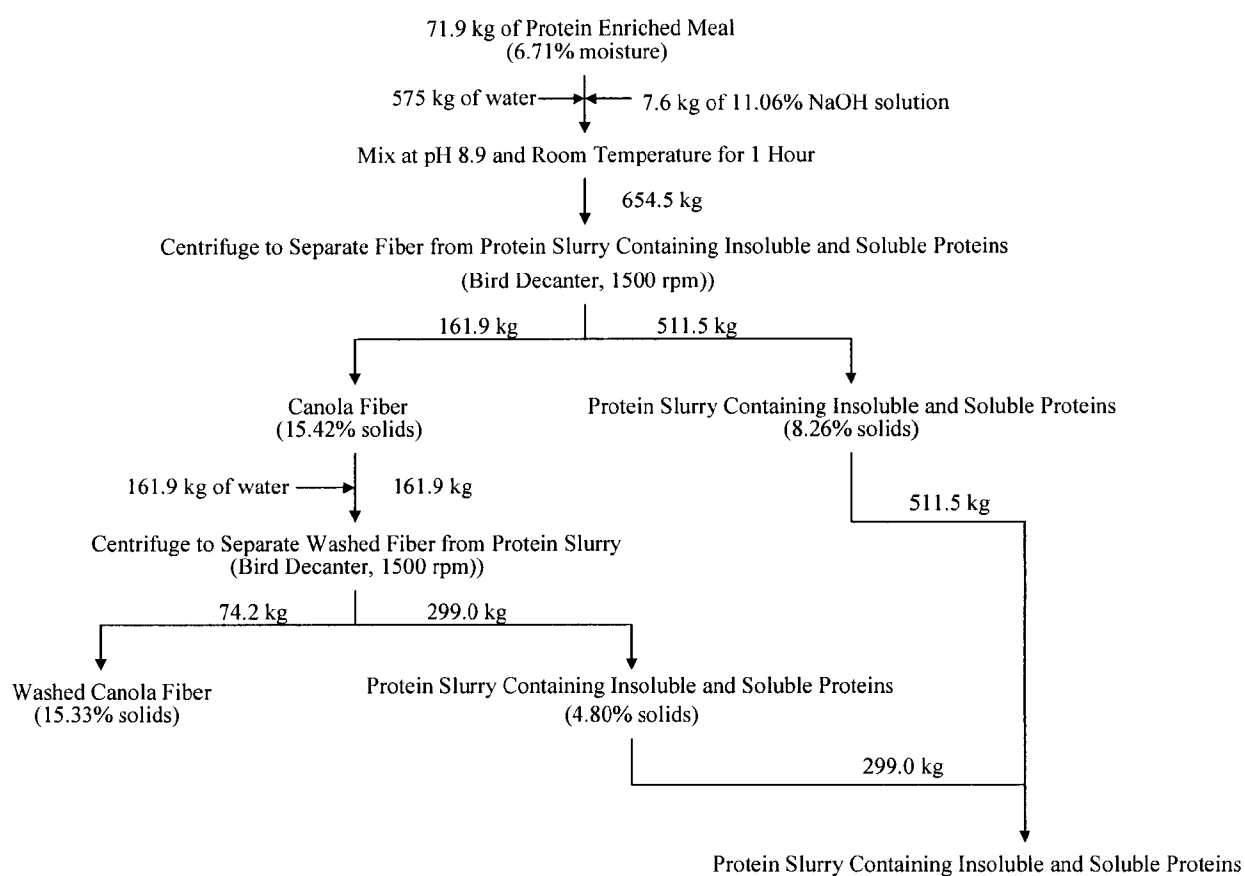 71.9 kg of Protein Enriched Meal
(6.71% moisture)
575 kg of water
7.6 kg of 11.06% NaOH solution
Mix at pH 8.9 and Room Temperature for 1 Hour
654.5 kg
Centrifuge to Separate Fiber from Protein Slurry Containing Insoluble and Soluble Proteins
(Bird Decanter, 1500 rpm))
161.9 kg
511.5 kg
Canola Fiber
(15.42% solids)
Protein Slurry Containing Insoluble and Soluble Proteins
(8.26% solids)
161.9 kg of water
161.9 kg
511.5 kg
Centrifuge to Separate Washed Fiber from Protein Slurry
(Bird Decanter, 1500 rpm))
74.2 kg
299.0 kg
Washed Canola Fiber
(15.33% solids)
Protein Slurry Containing Insoluble and Soluble Proteins
(4.80% solids)
299.0 kg
Protein Slurry Containing Insoluble and Soluble Proteins